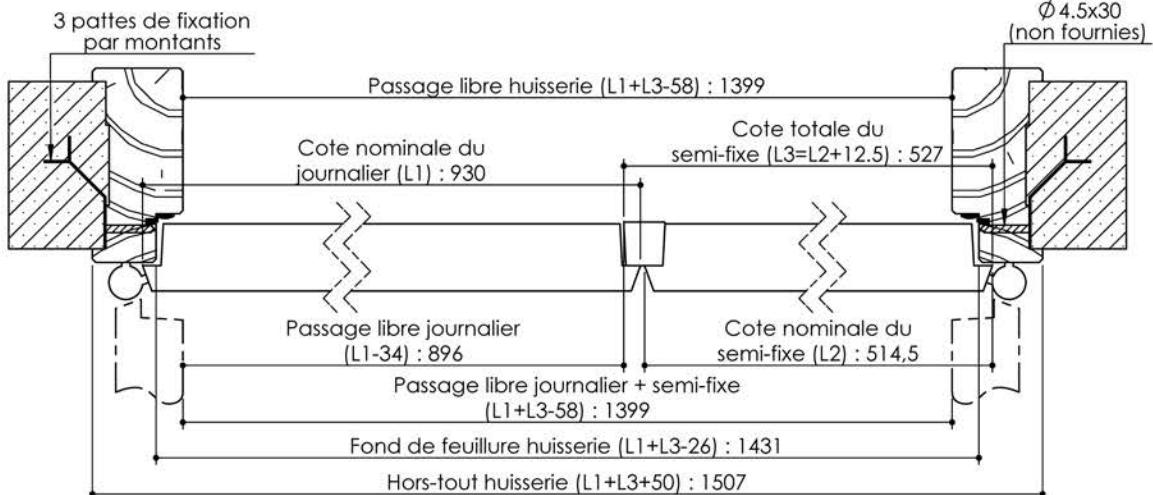 3 pattes de fixation
par montants
Ø 4.5x30
(non fournies)
Passage libre huisserie (L1+L3-58) : 1399
Cote nominale du
journalier (L1) : 930
Cote totale du
semi-fixe (L3=L2+12.5) : 527
Passage libre journalier
(L1-34) : 896
Cote nominale du
semi-fixe (L2) : 514,5
Passage libre journalier + semi-fixe
(L1+L3-58) : 1399
Fond de feuillure huisserie (L1+L3-26) : 1431
Hors-tout huisserie (L1+L3+50) : 1507